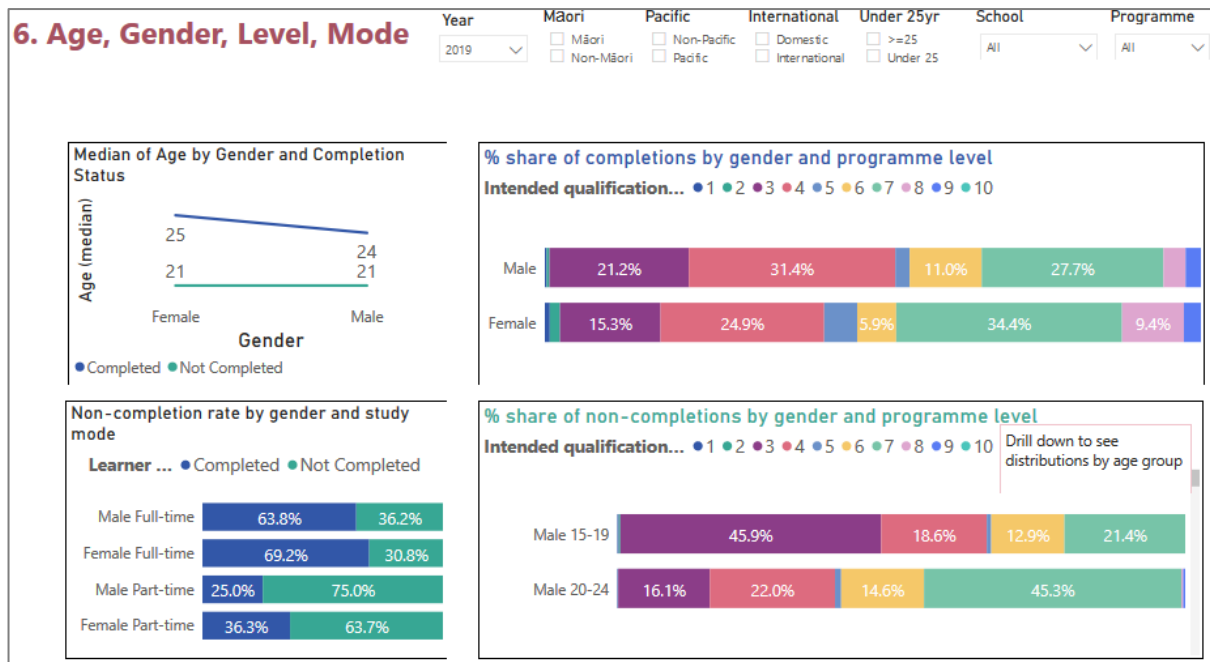 6. Age, Gender, Level, Mode
Year
2019
Māori
Māori
Non-Māori
Pacific
Non-Pacific
Pacific
International
Domestic
International
Under 25yr
>=25
Under 25
School
All
Programme
All
Median of Age by Gender and Completion
Status
Age (median)
25
24
21
21
Female
Male
Gender
Completed Not Completed
% share of completions by gender and programme level
Intended qualification... 1 2 3 4 5 6 7 8 9 10
Male 21.2% 31.4% 11.0% 27.7%
Female 15.3% 24.9% 5.9% 34.4% 9.4%
Non-completion rate by gender and study
mode
Learner ... Completed Not Completed
Male Full-time 63.8% 36.2%
Female Full-time 69.2% 30.8%
Male Part-time 25.0% 75.0%
Female Part-time 36.3% 63.7%
% share of non-completions by gender and programme level
Intended qualification... 1 2 3 4 5 6 7 8 9 10
Drill down to see
distributions by age group
Male 15-19 45.9% 18.6% 12.9% 21.4%
Male 20-24 16.1% 22.0% 14.6% 45.3%